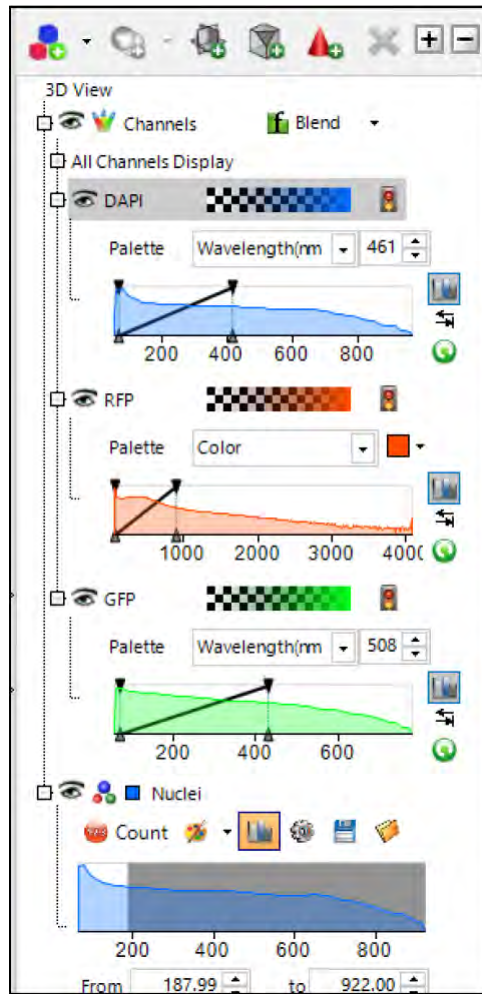 3D View
Channels f Blend
All Channels Display
DAPI
Palette Wavelength(nm 461
200 400 600 800
RFP
Palette Color
1000 2000 3000 400
GFP
Palette Wavelength(nm 508
200 400 600
Nuclei
Count
200 400 600 800
From 187.99 to 922.00